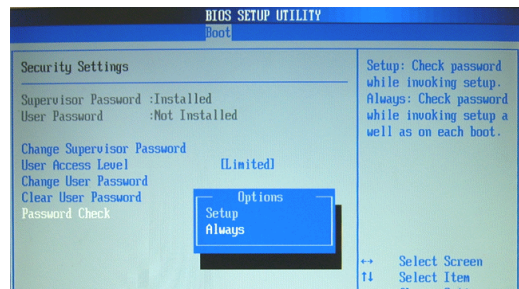 BIOS SETUP UTILITY
Boot
Security Settings
Supervisor Password :Installed
User Password :Not Installed
Change Supervisor Password
User Access Level [Limited]
Change User Password
Clear User Password
Password Check
Options
Setup
Always
Setup: Check password
while invoking setup.
Always: Check password
while invoking setup a
well as on each boot.
↔ Select Screen
↑↓ Select Item